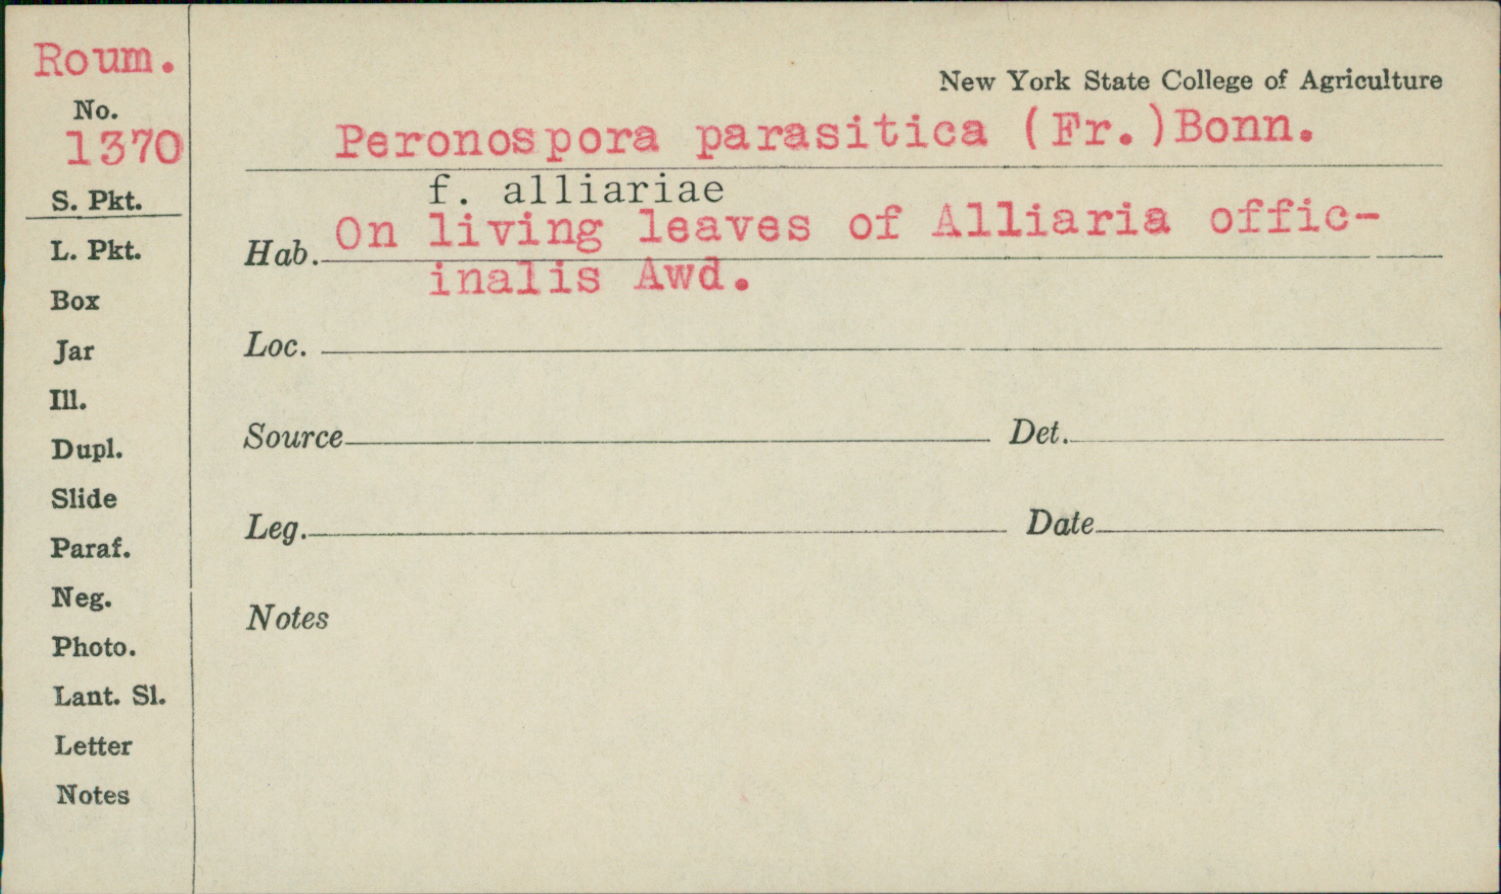 Roum.
No.
1370
S. Pkt.
L. Pkt.
Box
Jar
Ill.
Dupl.
Slide
Paraf.
Neg.
Photo.
Lant. Sl.
Letter
Notes
New York State College of Agriculture
Peronospora parasitica (Fr.)Bonn.
f. alliariae
Hab. On living leaves of Alliaria offic-
inalis Awd.
Loc.
Source Det.
Leg. Date
Notes